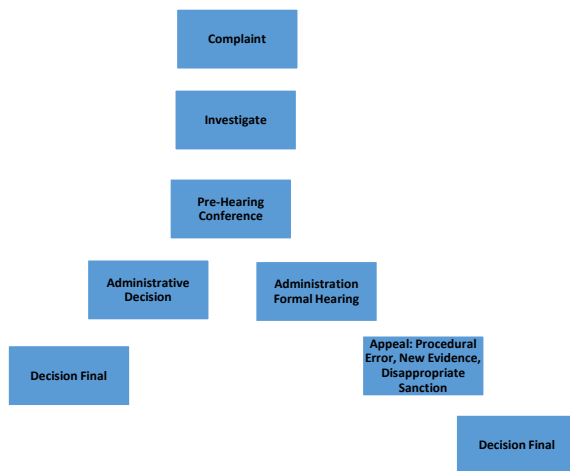 Complaint
Investigate
Pre-Hearing
Conference
Administrative
Decision
Administration
Formal Hearing
Appeal: Procedural
Error, New Evidence,
Disappropriate
Sanction
Decision Final
Decision Final